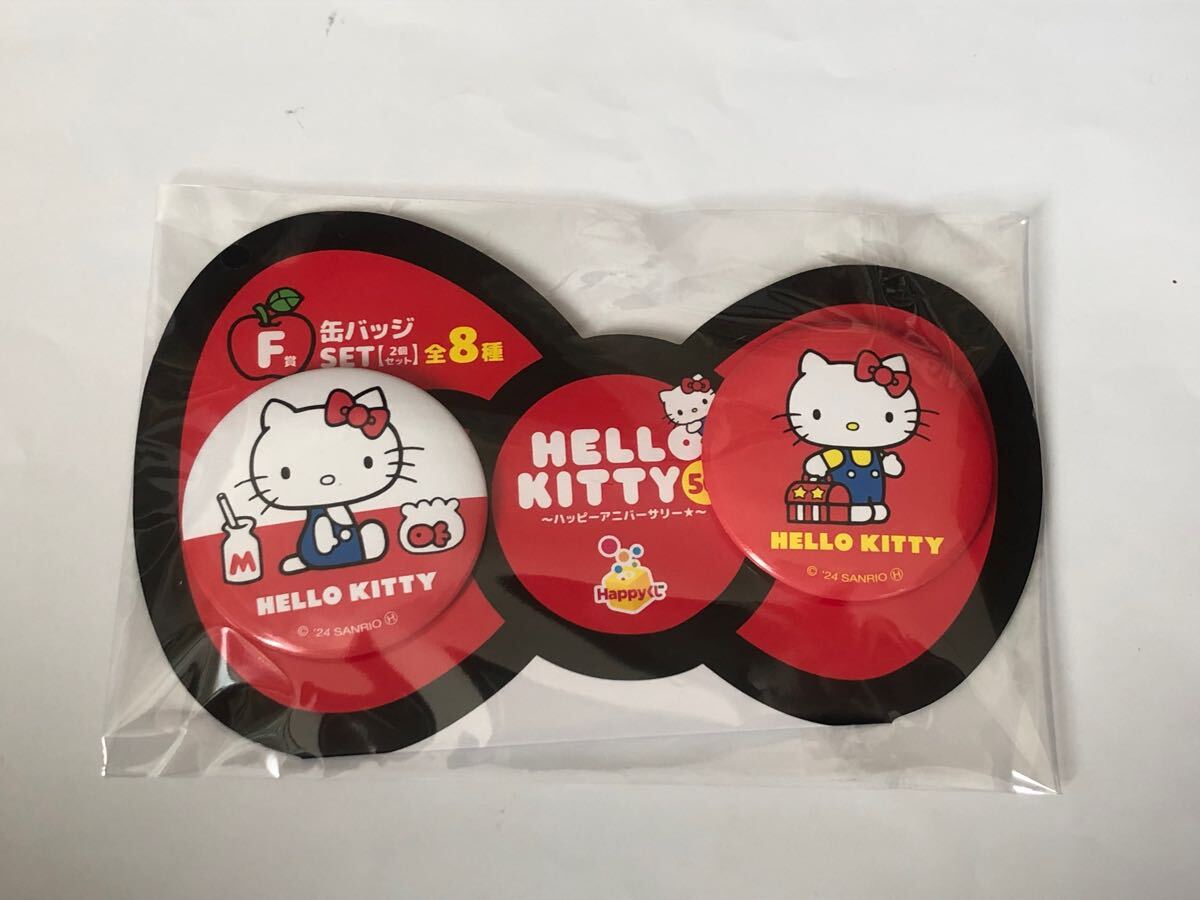 F賞
缶バッジ
SET【2個セット】全8種
M
HELLO KITTY
© '24 SANRIO Ⓗ
HELLO
KITTY 5
～ハッピーアニバーサリー★～
Happyくじ
HELLO KITTY
© '24 SANRIO Ⓗ